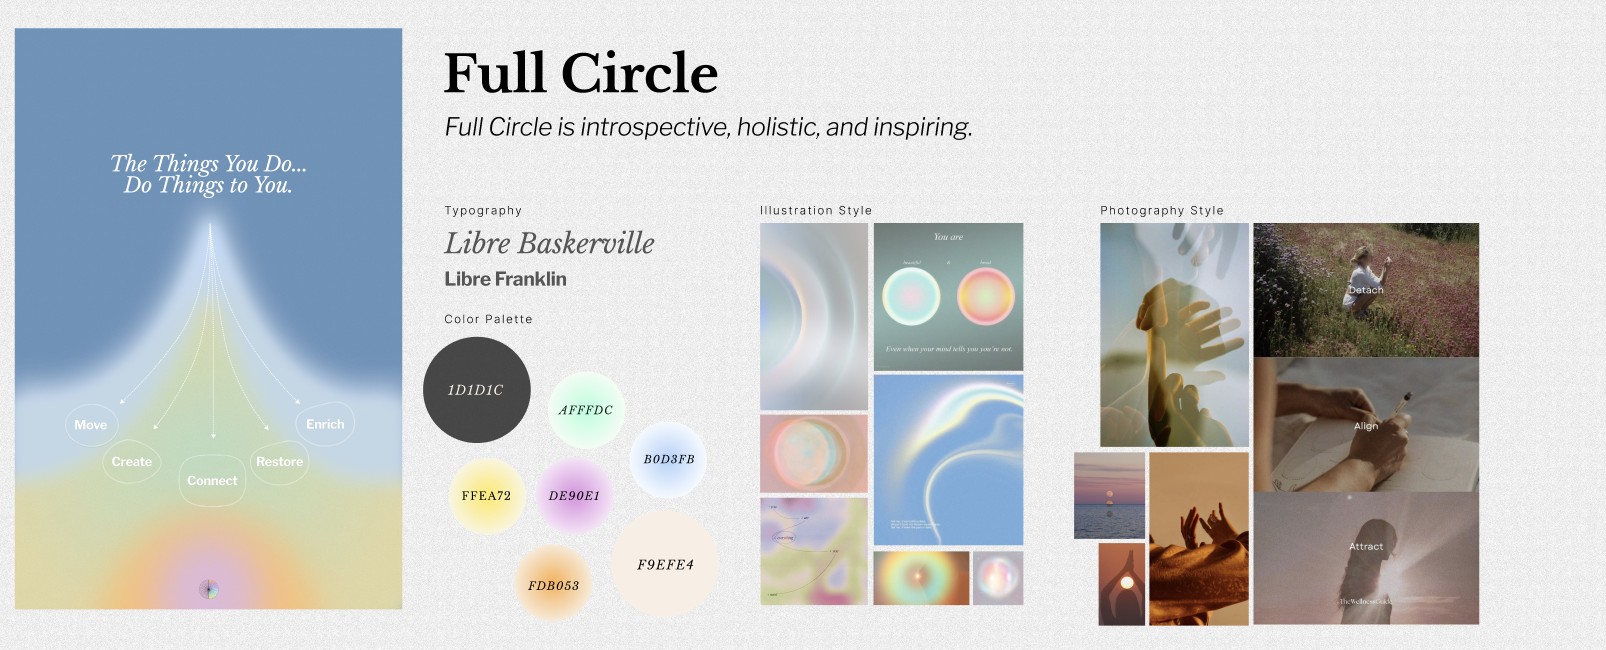 The Things You Do...
Do Things to You.
Move
Create
Connect
Restore
Enrich
Full Circle
Full Circle is introspective, holistic, and inspiring.
Typography
Libre Baskerville
Libre Franklin
Color Palette
1D1D1C
AFFFDC
B0D3FB
FFEA72
DE90E1
F9EFE4
FDB053
Illustration Style
You are
beautiful
Even when your mind tells you you're not.
Photography Style
Detach
Align
Attract
TheWellnessGuide